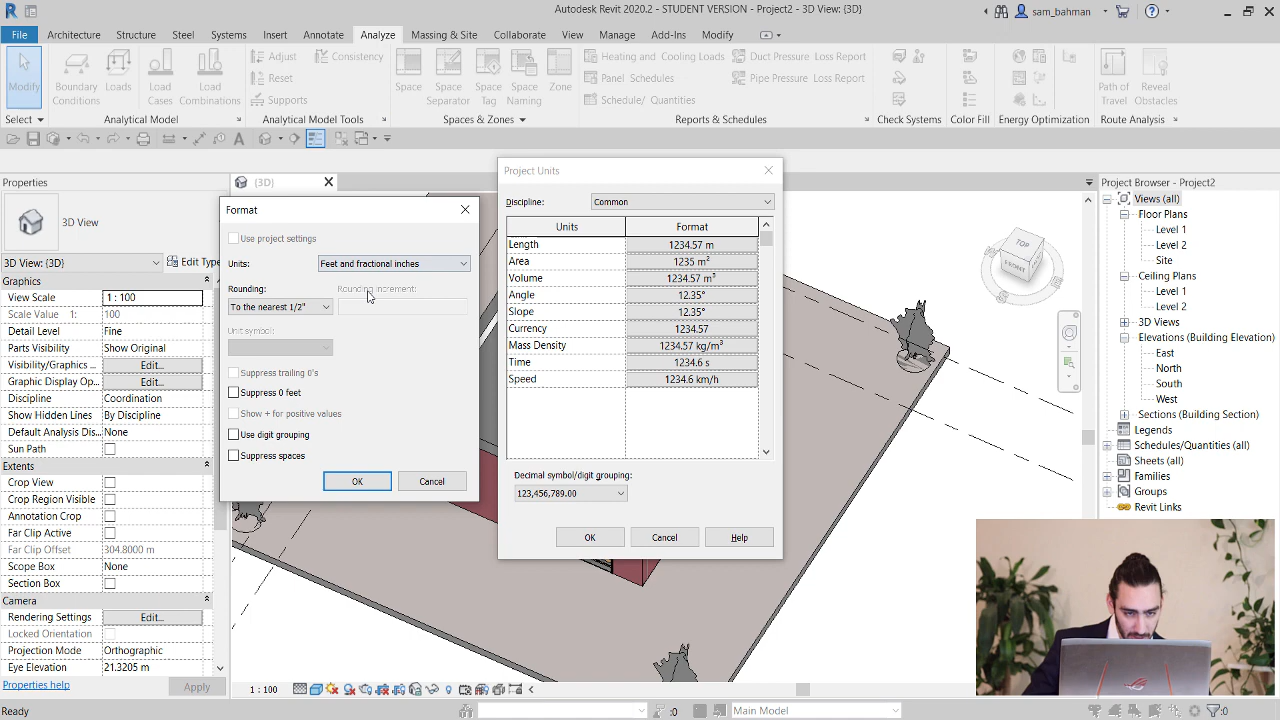 Autodesk Revit 2020.2 - STUDENT VERSION - Project2 - 3D View: {3D}
sam_bahman
File Architecture Structure Steel Systems Insert Annotate Analyze Massing & Site Collaborate View Manage Add-Ins Modify
Modify
Boundary Conditions
Loads
Load Cases
Load Combinations
Adjust
Reset
Supports
Consistency
Space
Space Separator
Space Tag
Space Naming
Zone
Heating and Cooling Loads
Panel Schedules
Schedule/ Quantities
Duct Pressure Loss Report
Pipe Pressure Loss Report
Path of Travel
Reveal Obstacles
Select
Analytical Model
Analytical Model Tools
Spaces & Zones
Reports & Schedules
Check Systems
Color Fill
Energy Optimization
Route Analysis
Properties
3D View
3D View: {3D}
Edit Type
Graphics
View Scale 1 : 100
Scale Value 1: 100
Detail Level Fine
Parts Visibility Show Original
Visibility/Graphics Edit...
Graphic Display Op... Edit...
Discipline Coordination
Show Hidden Lines By Discipline
Default Analysis Dis... None
Sun Path
Extents
Crop View
Crop Region Visible
Annotation Crop
Far Clip Active
Far Clip Offset 304.8000 m
Scope Box None
Section Box
Camera
Rendering Settings Edit...
Locked Orientation
Projection Mode Orthographic
Eye Elevation 21.3205 m
Properties help
Apply
{3D}
Format
Use project settings
Units: Feet and fractional inches
Rounding: Rounding increment:
To the nearest 1/2"
Unit symbol:
Suppress trailing 0's
Suppress 0 feet
Show + for positive values
Use digit grouping
Suppress spaces
OK Cancel
Project Units
Discipline: Common
Units Format
Length 1234.57 m
Area 1235 m²
Volume 1234.57 m³
Angle 12.35°
Slope 12.35°
Currency 1234.57
Mass Density 1234.57 kg/m³
Time 1234.6 s
Speed 1234.6 km/h
Decimal symbol/digit grouping:
123,456,789.00
OK Cancel Help
TOP
FRONT
Project Browser - Project2
Views (all)
Floor Plans
Level 1
Level 2
Site
Ceiling Plans
Level 1
Level 2
3D Views
Elevations (Building Elevation)
East
North
South
West
Sections (Building Section)
Legends
Schedules/Quantities (all)
Sheets (all)
Families
Groups
Revit Links
1 : 100
Ready
:0
Main Model
:0